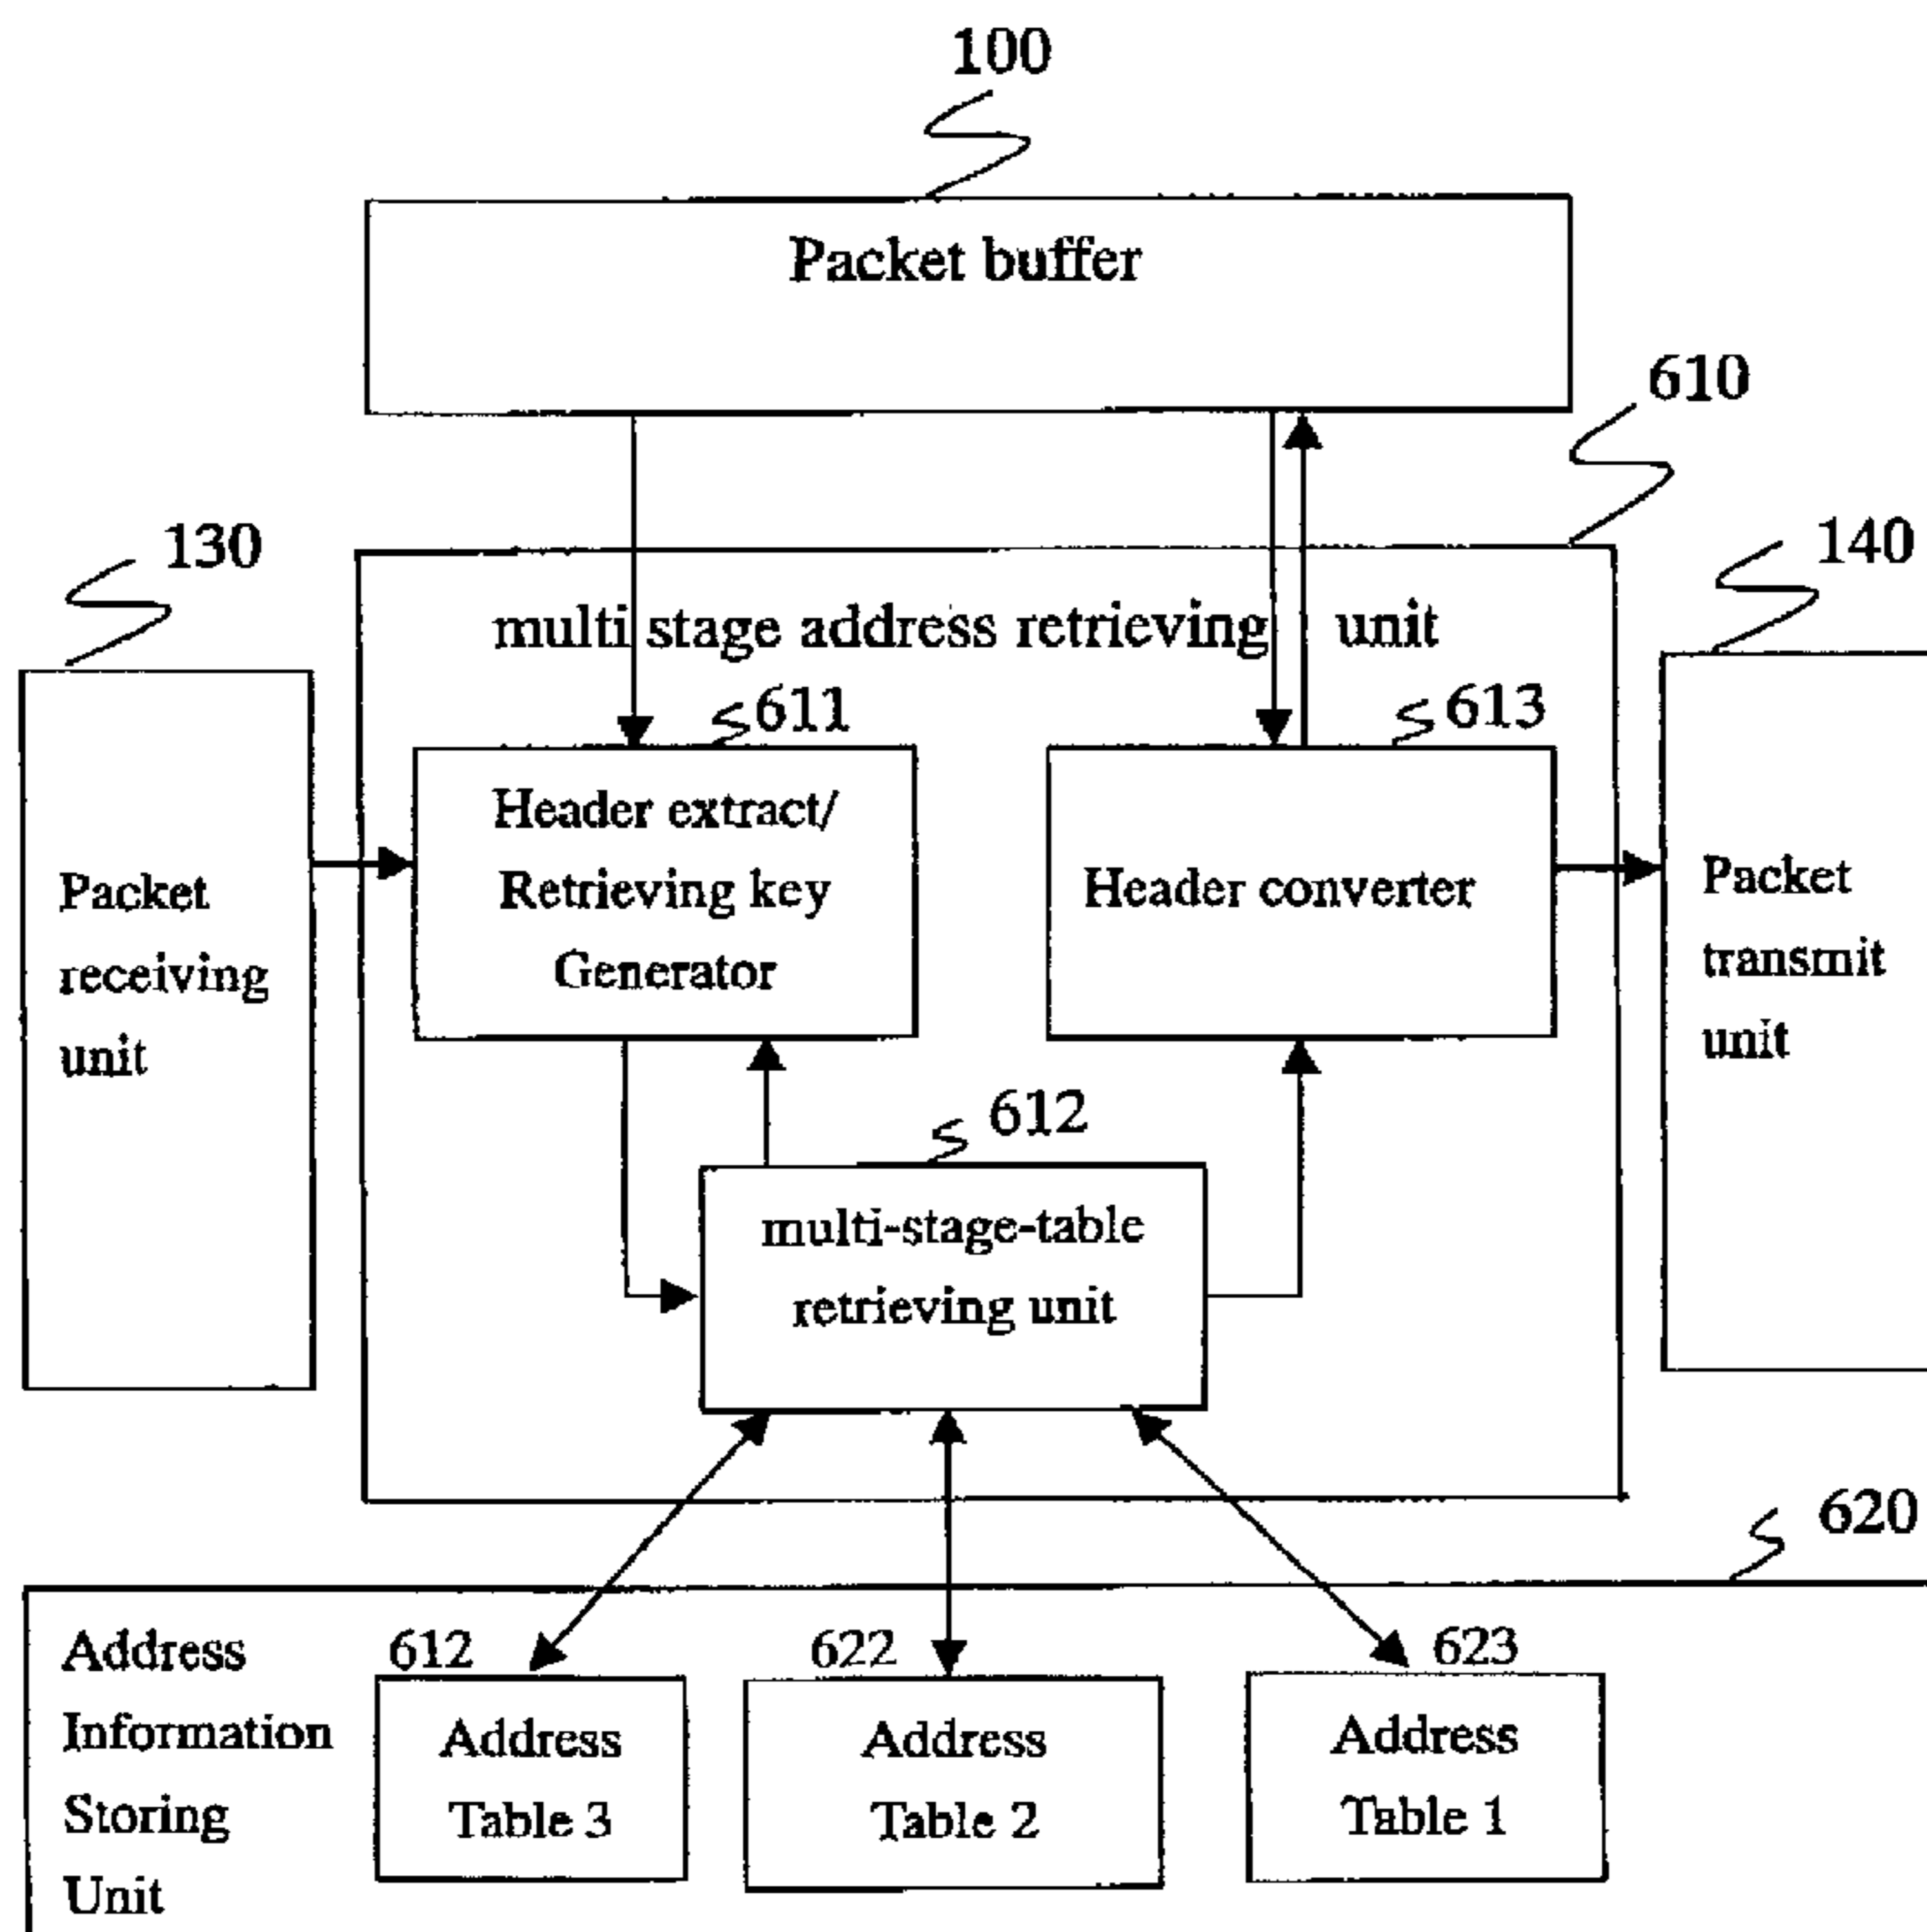 100
Packet buffer
610
130
140
multi stage address retrieving unit
611
613
Header extract/
Retrieving key
Generator
Header converter
Packet
receiving
unit
Packet
transmit
unit
612
multi-stage-table
retrieving unit
620
Address
Information
Storing
Unit
612
622
623
Address
Table 3
Address
Table 2
Address
Table 1